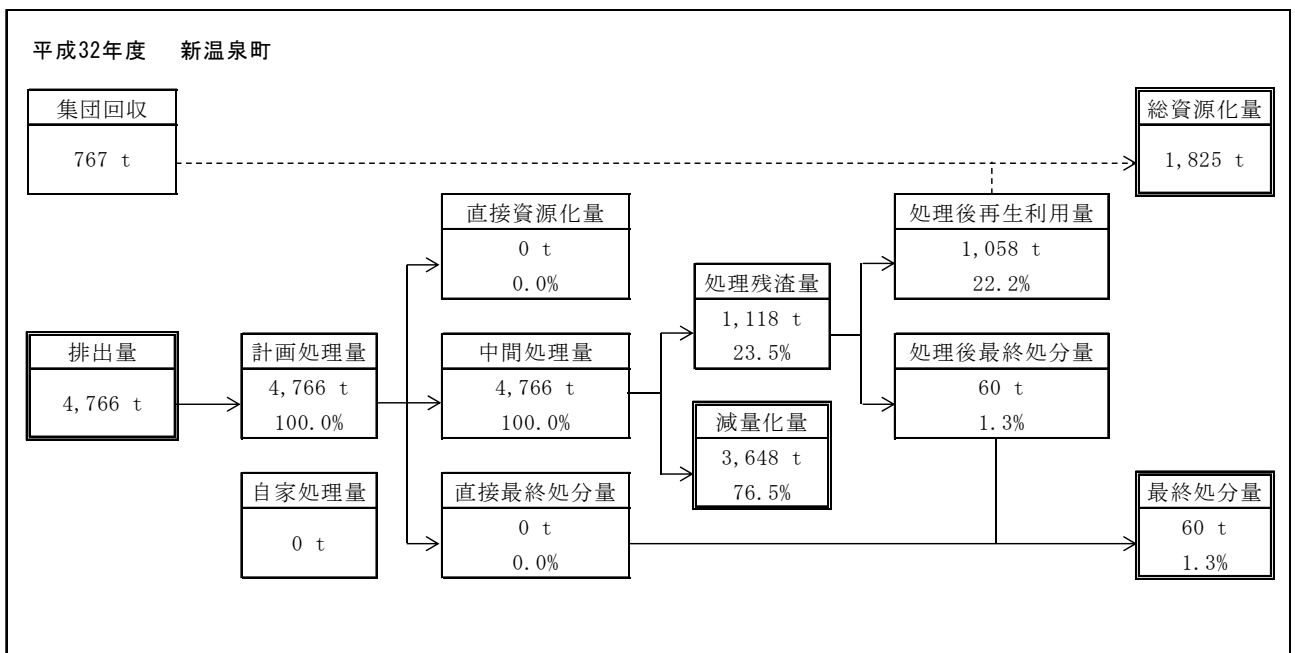 平成32年度 新温泉町
集団回収
767 t
総資源化量
1,825 t
直接資源化量
0 t
0.0%
処理後再生利用量
1,058 t
22.2%
処理残渣量
1,118 t
23.5%
排出量
4,766 t
計画処理量
4,766 t
100.0%
中間処理量
4,766 t
100.0%
処理後最終処分量
60 t
1.3%
減量化量
3,648 t
76.5%
自家処理量
0 t
直接最終処分量
0 t
0.0%
最終処分量
60 t
1.3%